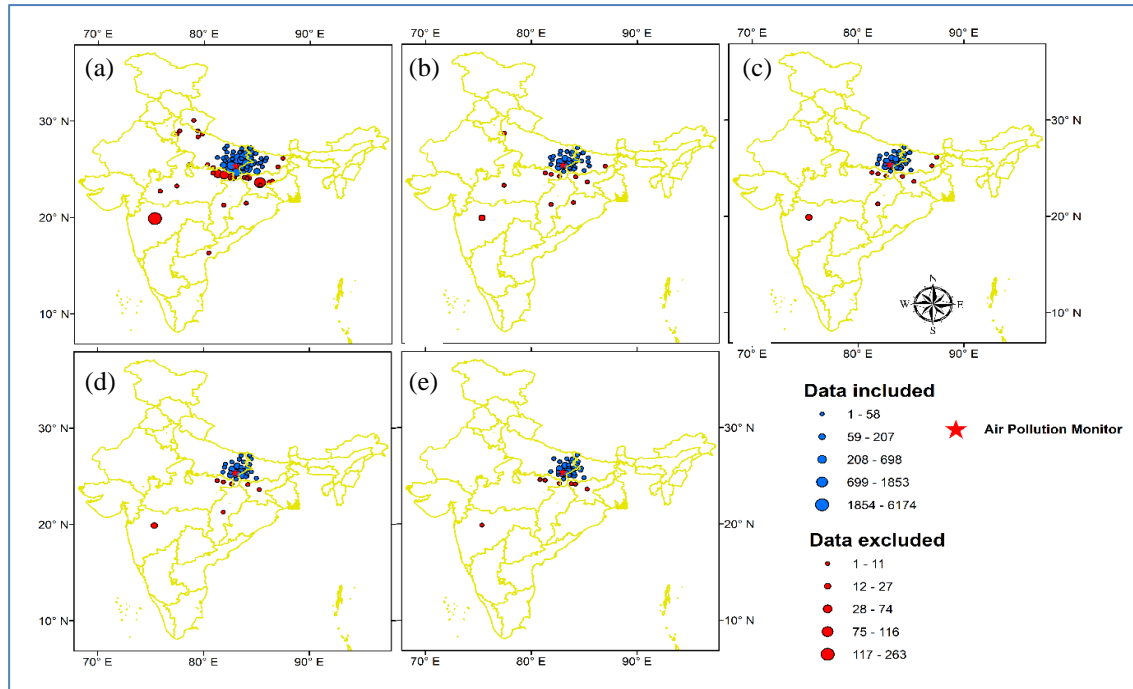 70° E 80° E 90° E 70° E 80° E 90° E 70° E 80° E 90° E
(a) (b) (c)
30° N 30° N
20° N 20° N
10° N 10° N
N
W E
S
70° E 80° E 90° E
(d) (e)
30° N 30° N
20° N 20° N
10° N 10° N
70° E 80° E 90° E 70° E 80° E 90° E
Data included
1 - 58
59 - 207
208 - 698
699 - 1853
1854 - 6174
Air Pollution Monitor
Data excluded
1 - 11
12 - 27
28 - 74
75 - 116
117 - 263